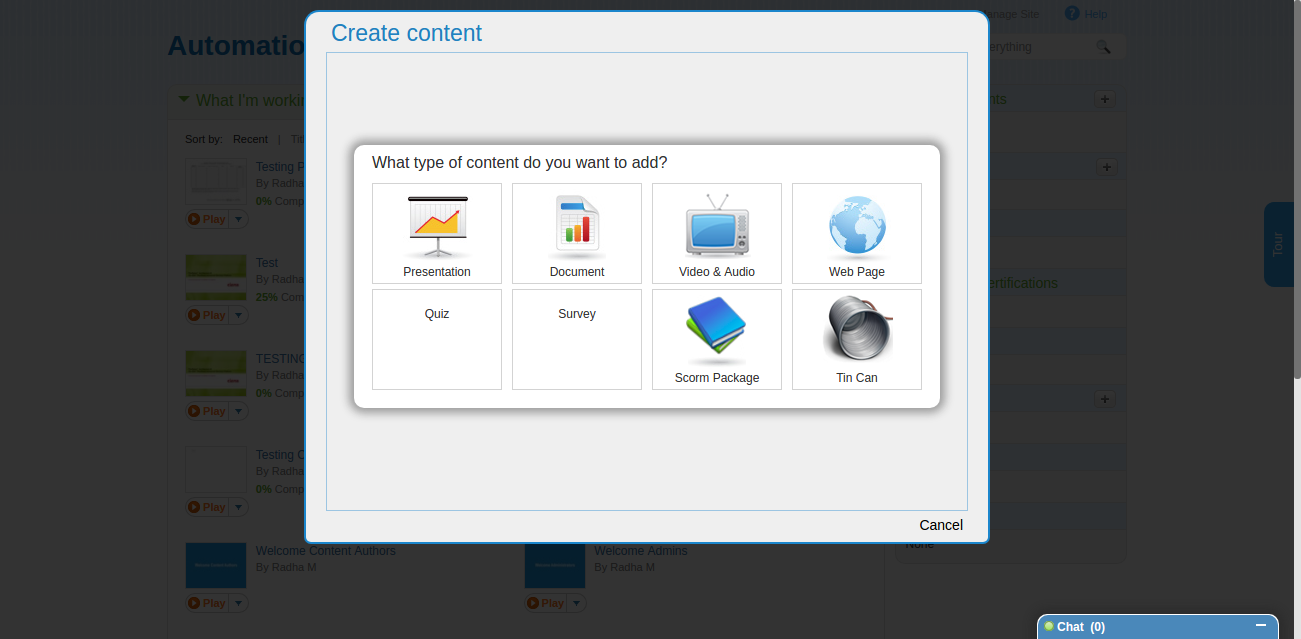 Create content
What type of content do you want to add?
Presentation
Document
Video & Audio
Web Page
Quiz
Survey
Scorm Package
Tin Can
Cancel
Automatio
Manage Site
Help
erything
What I'm workin
Sort by: Recent | Titl
Testing P
By Radha
0% Comp
Play
Test
By Radha
25% Com
Play
TESTING
By Radha
0% Comp
Play
Testing C
By Radha
0% Comp
Play
Welcome Content Authors
By Radha M
Play
Welcome Admins
By Radha M
Play
nts
ertifications
None
Tour
Chat (0)